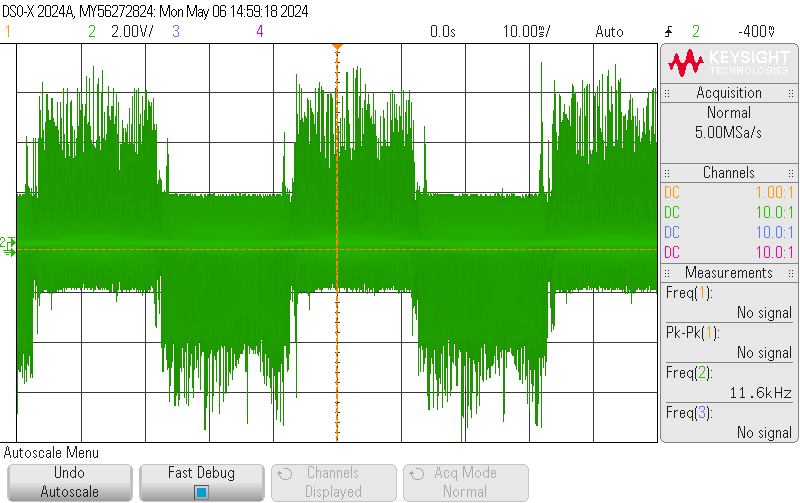 DSO-X 2024A, MY56272824: Mon May 06 14:59:18 2024
1 2 2.00V/ 3 4 0.0s 10.00ms/ Auto 2 -400mV
KEYSIGHT
TECHNOLOGIES
Acquisition
Normal
5.00MSa/s
Channels
DC 1.00:1
DC 10.0:1
DC 10.0:1
DC 10.0:1
Measurements
Freq(1):
No signal
Pk-Pk(1):
No signal
Freq(2):
11.6kHz
Freq(3):
No signal
2
Autoscale Menu
Undo
Autoscale
Fast Debug
Channels
Displayed
Acq Mode
Normal